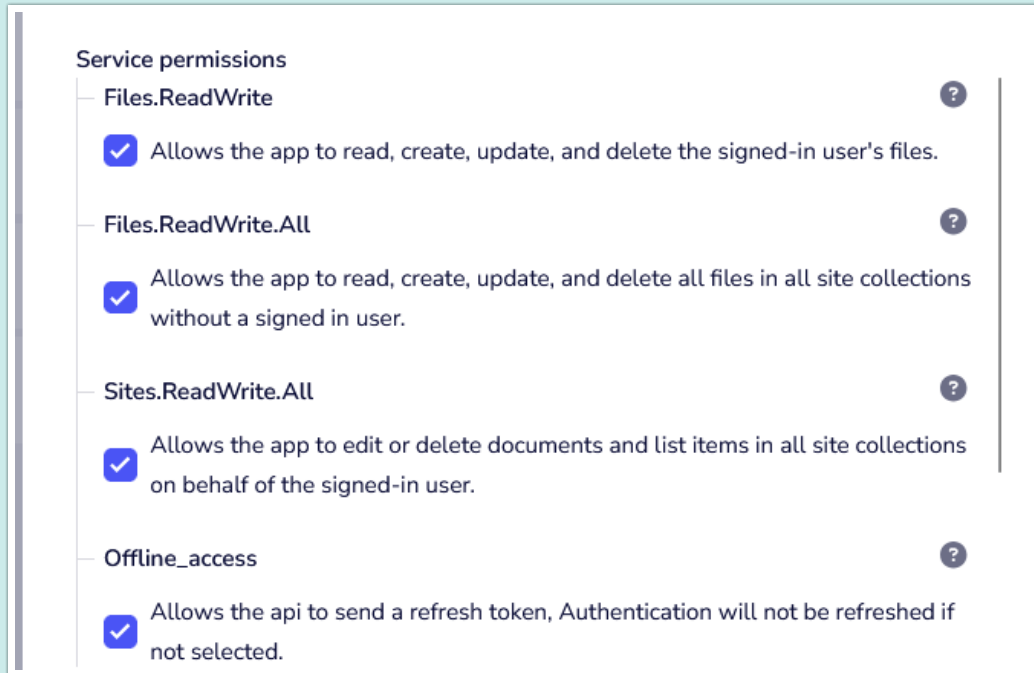 Service permissions
Files.ReadWrite
?
Allows the app to read, create, update, and delete the signed-in user's files.
Files.ReadWrite.All
?
Allows the app to read, create, update, and delete all files in all site collections
without a signed in user.
Sites.ReadWrite.All
?
Allows the app to edit or delete documents and list items in all site collections
on behalf of the signed-in user.
Offline_access
?
Allows the api to send a refresh token, Authentication will not be refreshed if
not selected.